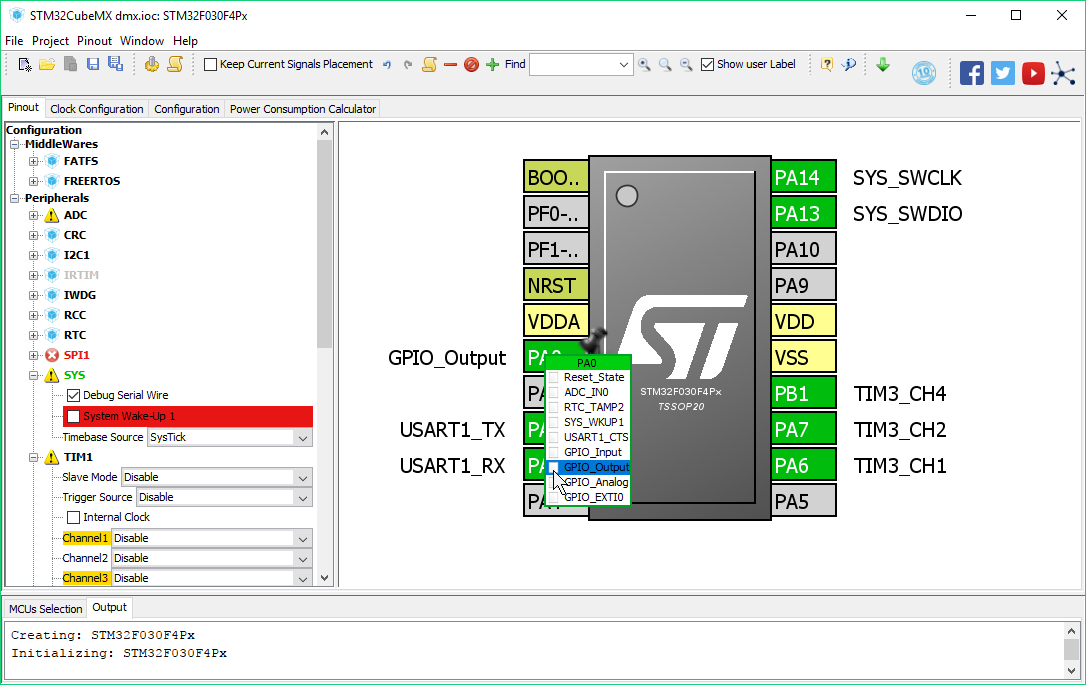 STM32CubeMX dmx.ioc: STM32F030F4Px
File Project Pinout Window Help
Keep Current Signals Placement Find Show user Label
19
Pinout Clock Configuration Configuration Power Consumption Calculator
Configuration
MiddleWares
FATFS
FREERTOS
Peripherals
ADC
CRC
I2C1
IRTIM
IWDG
RCC
RTC
SPI1
SYS
Debug Serial Wire
System Wake-Up 1
Timebase Source SysTick
TIM1
Slave Mode Disable
Trigger Source Disable
Internal Clock
Channel1 Disable
Channel2 Disable
Channel3 Disable
BOO.. PA14 SYS_SWCLK
PF0-.. PA13 SYS_SWDIO
PF1-.. PA10
NRST PA9
VDDA VDD
GPIO_Output VSS
PB1 TIM3_CH4
USART1_TX PA7 TIM3_CH2
USART1_RX PA6 TIM3_CH1
PA5
ST
STM32F030F4Px
TSSOP20
PA0
Reset_State
ADC_IN0
RTC_TAMP2
SYS_WKUP1
USART1_CTS
GPIO_Input
GPIO_Output
GPIO_Analog
GPIO_EXTI0
MCUs Selection Output
Creating: STM32F030F4Px
Initializing: STM32F030F4Px